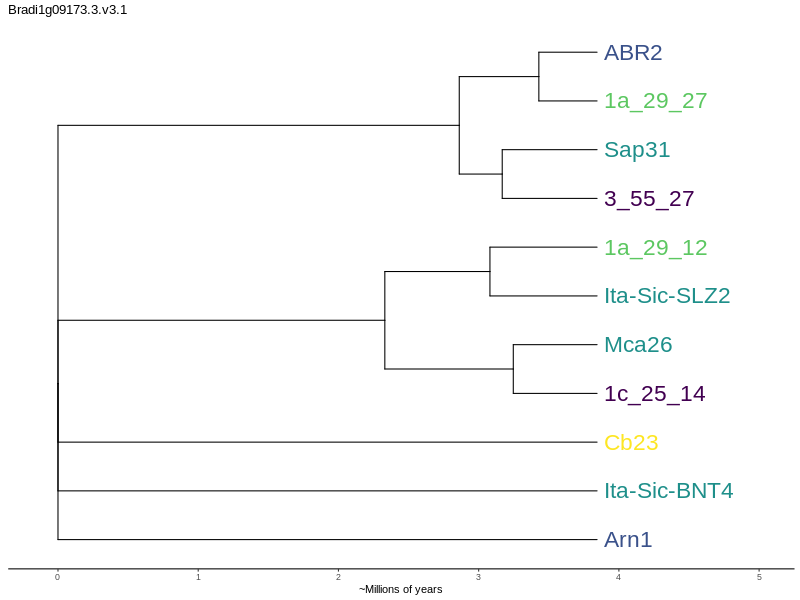 Bradi1g09173.3.v3.1
ABR2
1a_29_27
Sap31
3_55_27
1a_29_12
Ita-Sic-SLZ2
Mca26
1c_25_14
Cb23
Ita-Sic-BNT4
Arn1
0 1 2 3 4 5
~Millions of years